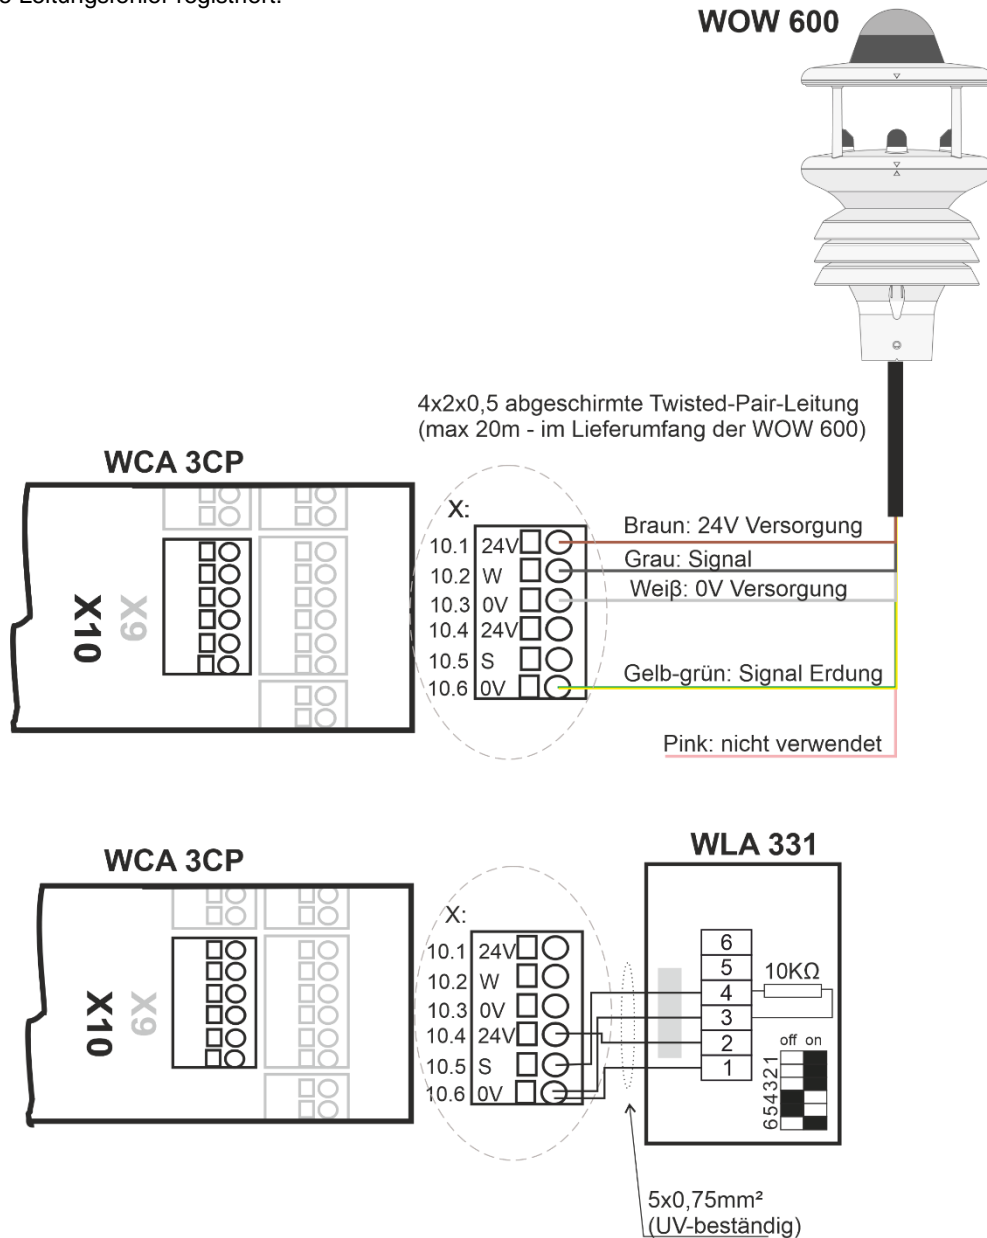 Leitungsfehler registriert.
WOW 600
4x2x0,5 abgeschirmte Twisted-Pair-Leitung
(max 20m - im Lieferumfang der WOW 600)
WCA 3CP
X10
X9
X:
10.1 24V
10.2 W
10.3 0V
10.4 24V
10.5 S
10.6 0V
Braun: 24V Versorgung
Grau: Signal
Weiβ: 0V Versorgung
Gelb-grün: Signal Erdung
Pink: nicht verwendet
WCA 3CP
X10
X9
X:
10.1 24V
10.2 W
10.3 0V
10.4 24V
10.5 S
10.6 0V
WLA 331
6
5
4
3
2
1
10KΩ
off on
654321
5x0,75mm²
(UV-beständig)